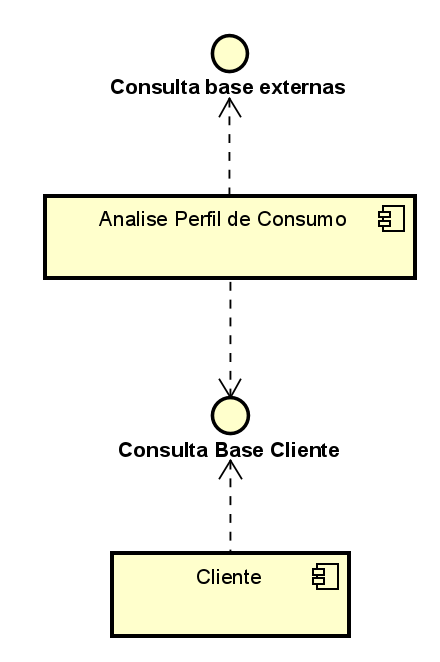 Consulta base externas
Analise Perfil de Consumo
Consulta Base Cliente
Cliente